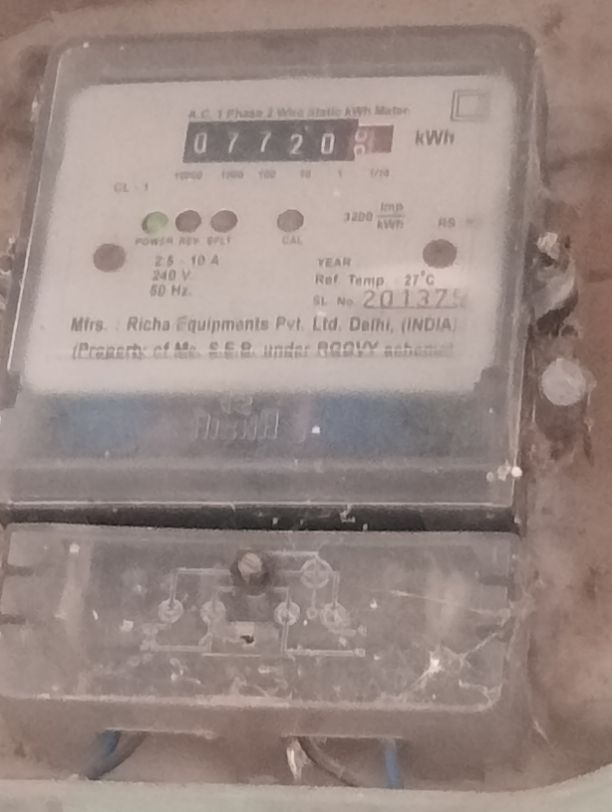 A.C. 1 Phase 2 Wire Static kWh Meter
0 7 7 2 0 kWh
10000 1000 100 10 1 1/10
CL - 1
3200 imp/kWh
RS
POWER REV EFLT CAL
2.5 - 10 A
240 V.
50 Hz.
YEAR
Ref. Temp. 27°C
SL No.
Mfrs. : Richa Equipments Pvt. Ltd. Delhi, (INDIA)
(Property of Ms. S.E.B. under RGGVY scheme)